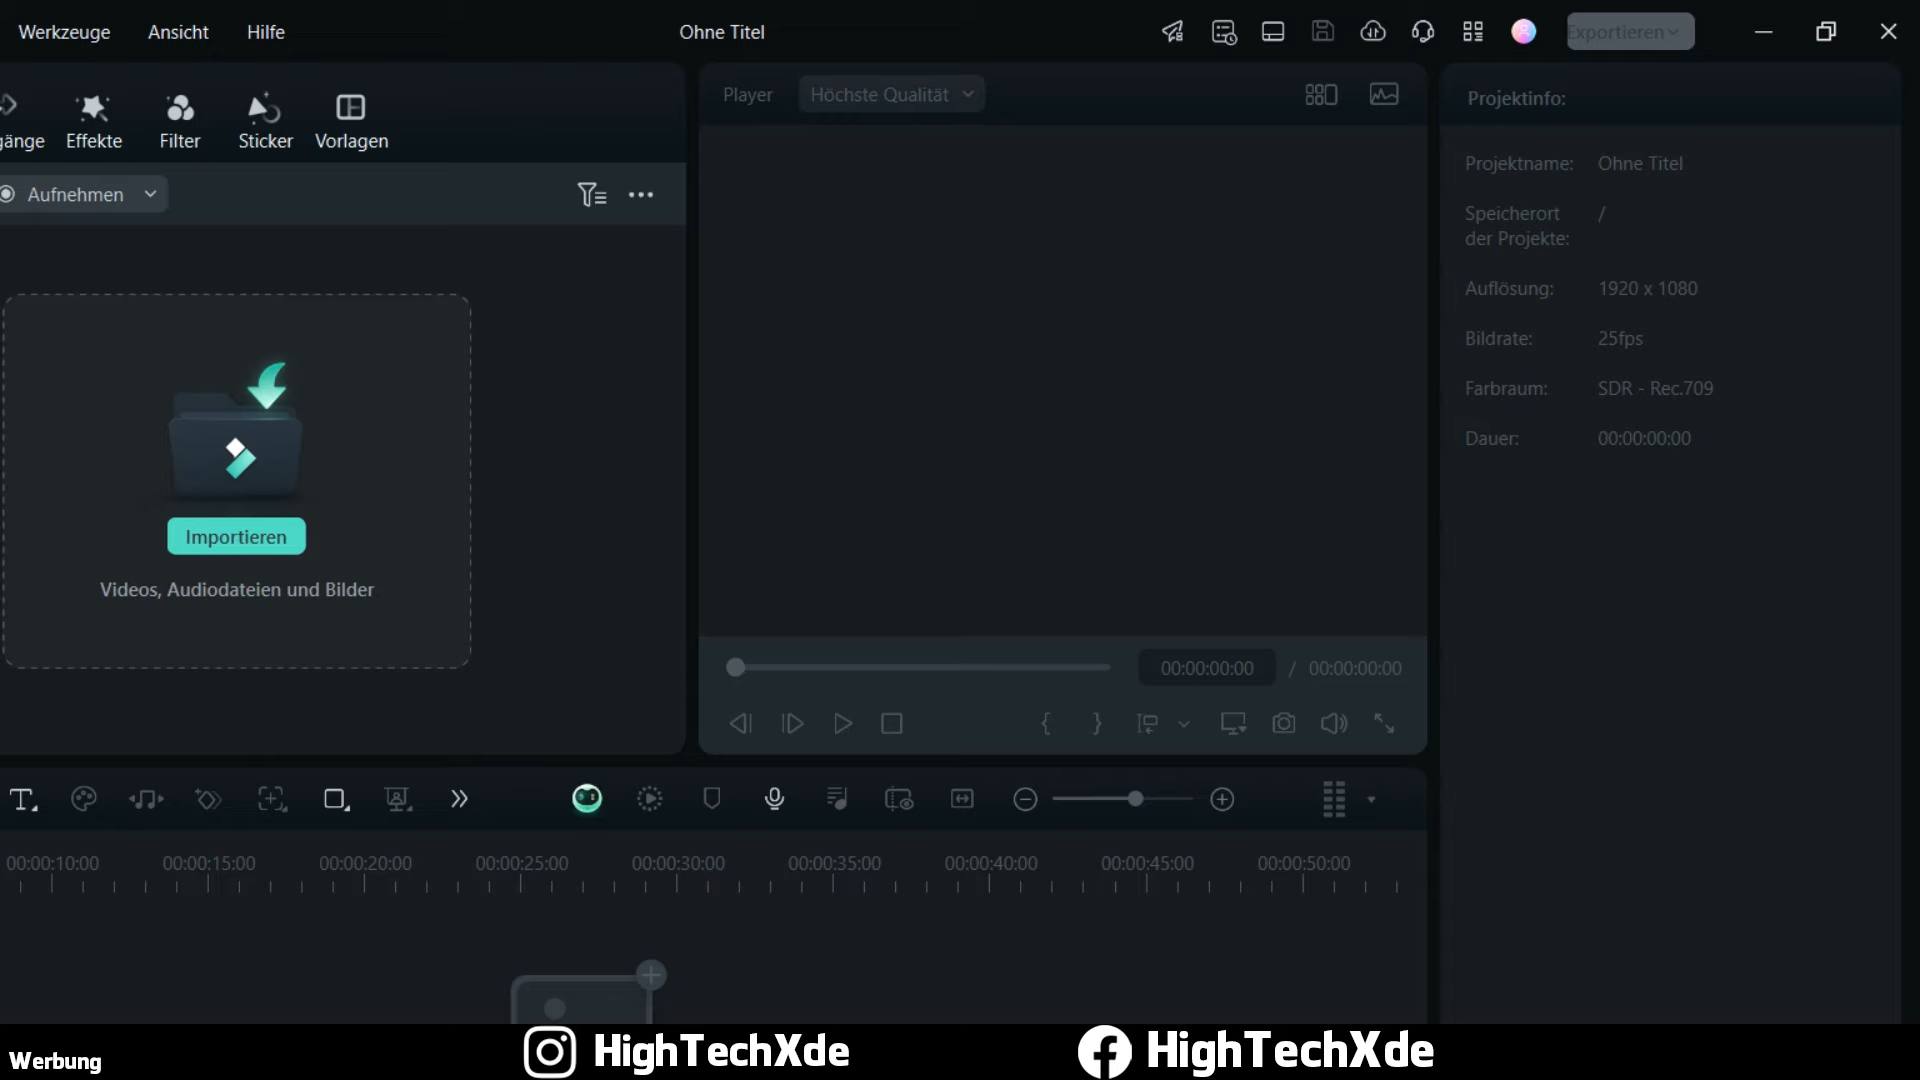 Werkzeuge Ansicht Hilfe Ohne Titel Exportieren
gänge Effekte Filter Sticker Vorlagen
Aufnehmen
Importieren
Videos, Audiodateien und Bilder
Player Höchste Qualität
00:00:00:00 / 00:00:00:00
Projektinfo:
Projektname: Ohne Titel
Speicherort /
der Projekte:
Auflösung: 1920 x 1080
Bildrate: 25fps
Farbraum: SDR - Rec.709
Dauer: 00:00:00:00
00:00:10:00 00:00:15:00 00:00:20:00 00:00:25:00 00:00:30:00 00:00:35:00 00:00:40:00 00:00:45:00 00:00:50:00
Werbung HighTechXde HighTechXde